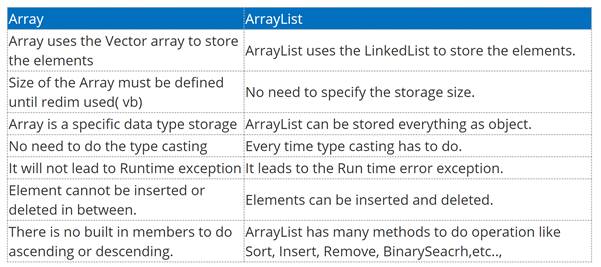 Array ArrayList
Array uses the Vector array to store
the elements
ArrayList uses the LinkedList to store the elements.
Size of the Array must be defined
until redim used( vb)
No need to specify the storage size.
Array is a specific data type storage ArrayList can be stored everything as object.
No need to do the type casting Every time type casting has to do.
It will not lead to Runtime exception It leads to the Run time error exception.
Element cannot be inserted or
deleted in between.
Elements can be inserted and deleted.
There is no built in members to do
ascending or descending.
ArrayList has many methods to do operation like
Sort, Insert, Remove, BinarySeacrh,etc..,